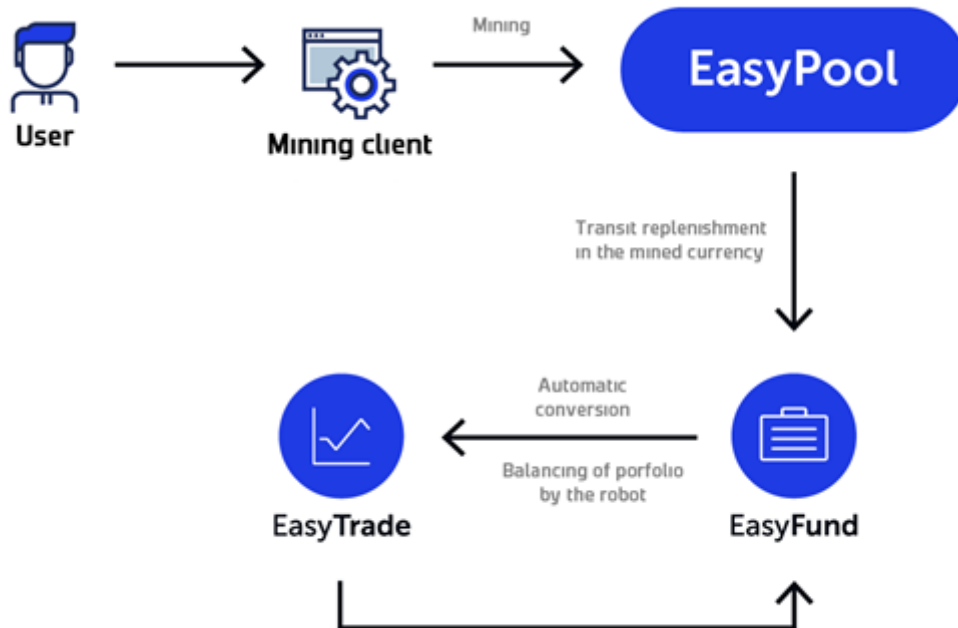 Mining
EasyPool
User
Mining client
Transit replenishment
in the mined currency
Automatic
conversion
Balancing of porfolio
by the robot
EasyTrade
EasyFund